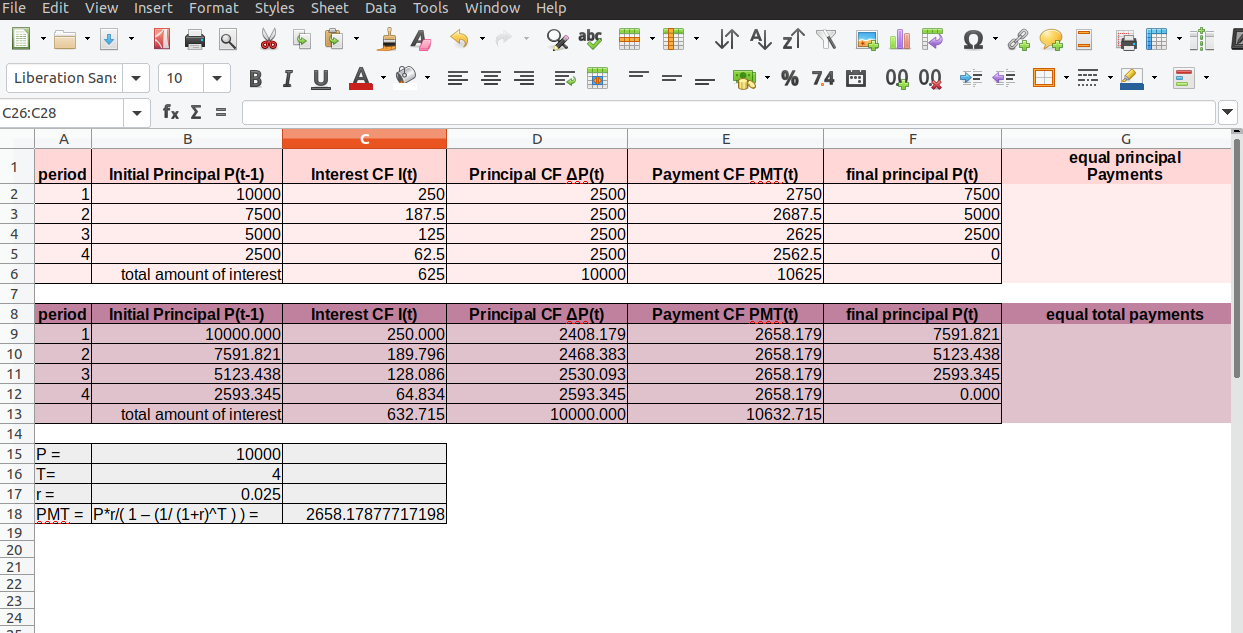 File Edit View Insert Format Styles Sheet Data Tools Window Help
abc
Liberation Sans 10 B I U A % 7.4 00 00
C26:C28 fx Σ =
A B C D E F G
1 period Initial Principal P(t-1) Interest CF I(t) Principal CF ΔP(t) Payment CF PMT(t) final principal P(t) equal principal
Payments
2 1 10000 250 2500 2750 7500
3 2 7500 187.5 2500 2687.5 5000
4 3 5000 125 2500 2625 2500
5 4 2500 62.5 2500 2562.5 0
6 total amount of interest 625 10000 10625
7
8 period Initial Principal P(t-1) Interest CF I(t) Principal CF ΔP(t) Payment CF PMT(t) final principal P(t) equal total payments
9 1 10000.000 250.000 2408.179 2658.179 7591.821
10 2 7591.821 189.796 2468.383 2658.179 5123.438
11 3 5123.438 128.086 2530.093 2658.179 2593.345
12 4 2593.345 64.834 2593.345 2658.179 0.000
13 total amount of interest 632.715 10000.000 10632.715
14
15 P = 10000
16 T= 4
17 r = 0.025
18 PMT = P*r/( 1 – (1/ (1+r)^T ) ) = 2658.17877717198
19
20
21
22
23
24